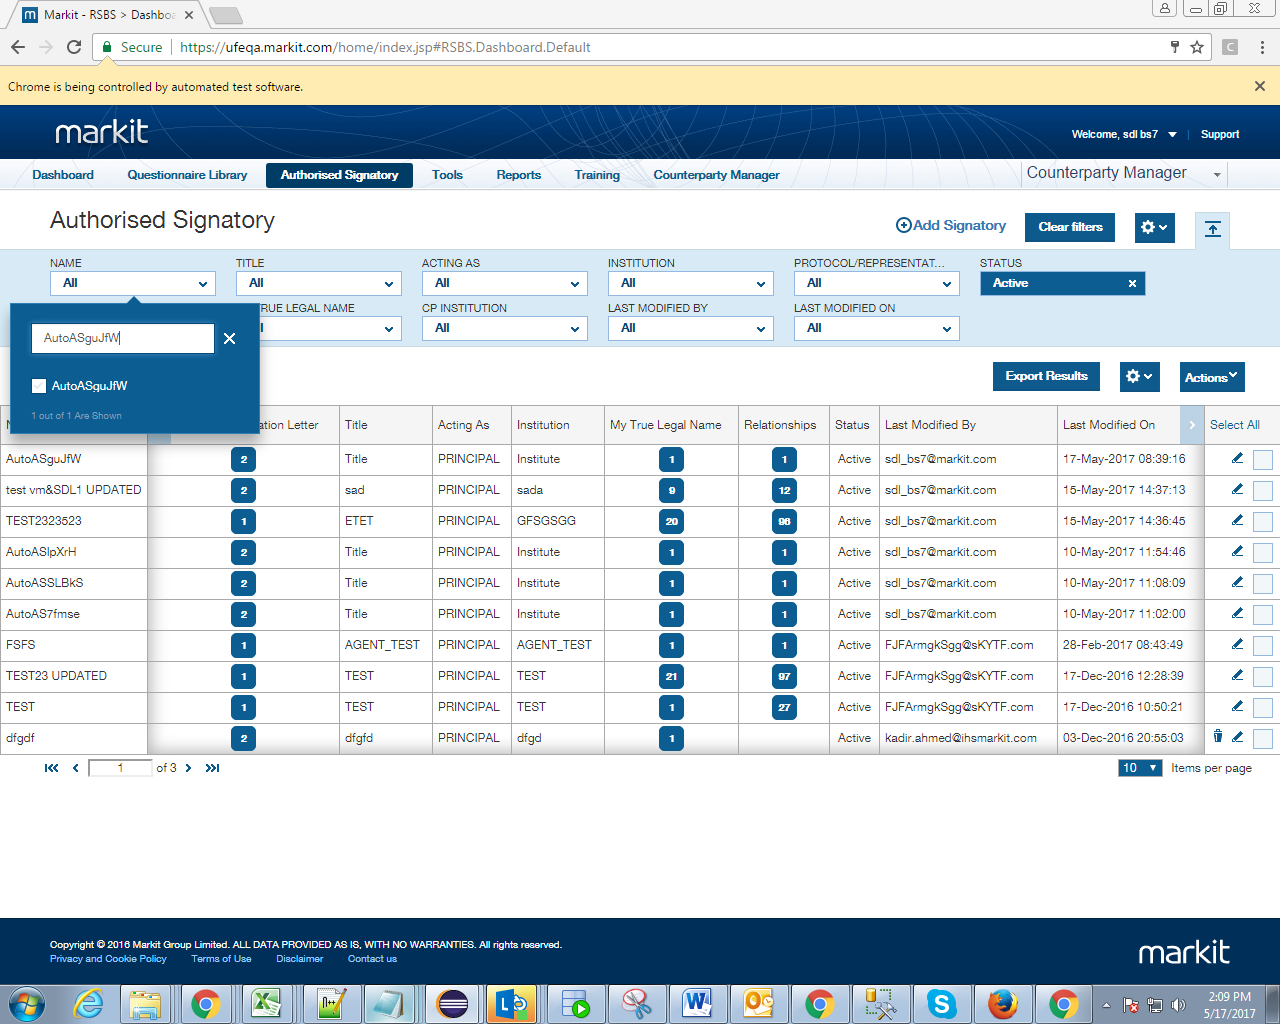 Markit - RSBS > Dashbo
Secure https://ufeqa.markit.com/home/index.jsp#RSBS.Dashboard.Default
Chrome is being controlled by automated test software.
markit
Welcome, sdl bs7 Support
Dashboard Questionnaire Library Authorised Signatory Tools Reports Training Counterparty Manager Counterparty Manager
Authorised Signatory
Add Signatory Clear filters
NAME TITLE ACTING AS INSTITUTION PROTOCOL/REPRESENTAT... STATUS
All All All All All Active
TRUE LEGAL NAME CP INSTITUTION LAST MODIFIED BY LAST MODIFIED ON
All All All
AutoASguJfW
AutoASguJfW
1 out of 1 Are Shown
Export Results Actions
ation Letter Title Acting As Institution My True Legal Name Relationships Status Last Modified By Last Modified On Select All
AutoASguJfW 2 Title PRINCIPAL Institute 1 1 Active sdl_bs7@markit.com 17-May-2017 08:39:16
test vm&SDL1 UPDATED 2 sad PRINCIPAL sada 9 12 Active sdl_bs7@markit.com 15-May-2017 14:37:13
TEST2323523 1 ETET PRINCIPAL GFSGSGG 20 96 Active sdl_bs7@markit.com 15-May-2017 14:36:45
AutoASlpXrH 2 Title PRINCIPAL Institute 1 1 Active sdl_bs7@markit.com 10-May-2017 11:54:46
AutoASSLBkS 2 Title PRINCIPAL Institute 1 1 Active sdl_bs7@markit.com 10-May-2017 11:08:09
AutoAS7fmse 2 Title PRINCIPAL Institute 1 1 Active sdl_bs7@markit.com 10-May-2017 11:02:00
FSFS 1 AGENT_TEST PRINCIPAL AGENT_TEST 1 1 Active FJFArmgkSgg@sKYTF.com 28-Feb-2017 08:43:49
TEST23 UPDATED 1 TEST PRINCIPAL TEST 21 97 Active FJFArmgkSgg@sKYTF.com 17-Dec-2016 12:28:39
TEST 1 TEST PRINCIPAL TEST 1 27 Active FJFArmgkSgg@sKYTF.com 17-Dec-2016 10:50:21
dfgdf 2 dfgfd PRINCIPAL dfgd 1 Active kadir.ahmed@ihsmarkit.com 03-Dec-2016 20:55:03
1 of 3 10 Items per page
Copyright © 2016 Markit Group Limited. ALL DATA PROVIDED AS IS, WITH NO WARRANTIES. All rights reserved.
Privacy and Cookie Policy Terms of Use Disclaimer Contact us
markit
2:09 PM
5/17/2017